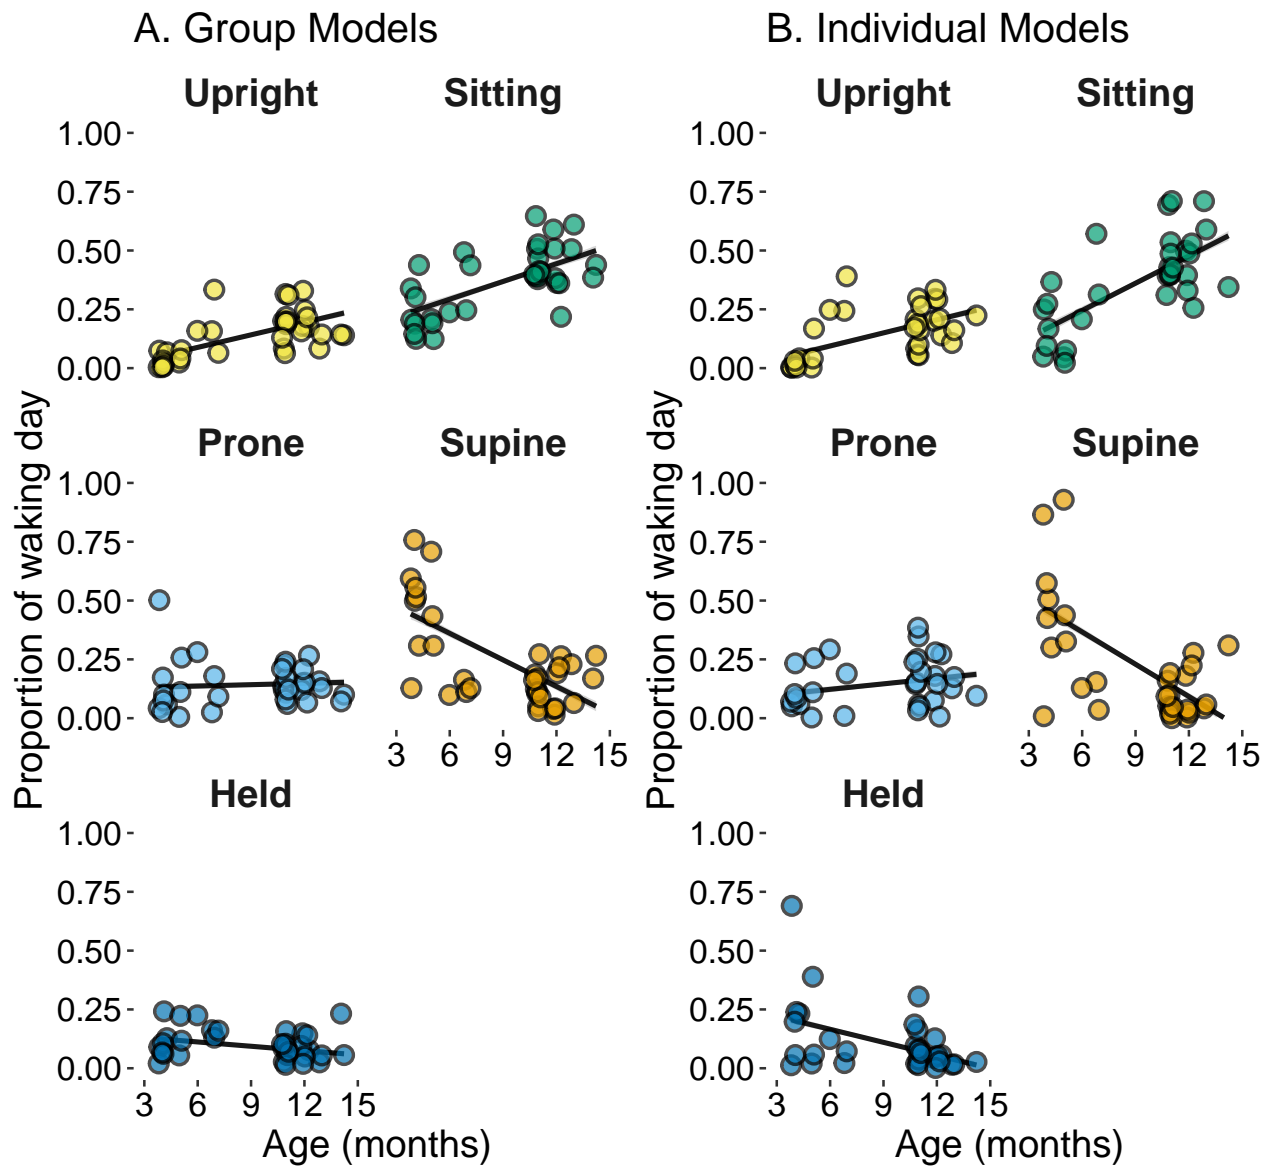 A. Group Models
B. Individual Models
Upright
Sitting
Upright
Sitting
1.00
0.75
0.50
0.25
0.00
1.00
0.75
0.50
0.25
0.00
Prone
Supine
Prone
Supine
1.00
0.75
0.50
0.25
0.00
1.00
0.75
0.50
0.25
0.00
3 6 9 12 15
3 6 9 12 15
Held
Held
1.00
0.75
0.50
0.25
0.00
1.00
0.75
0.50
0.25
0.00
3 6 9 12 15
3 6 9 12 15
Proportion of waking day
Proportion of waking day
Age (months)
Age (months)